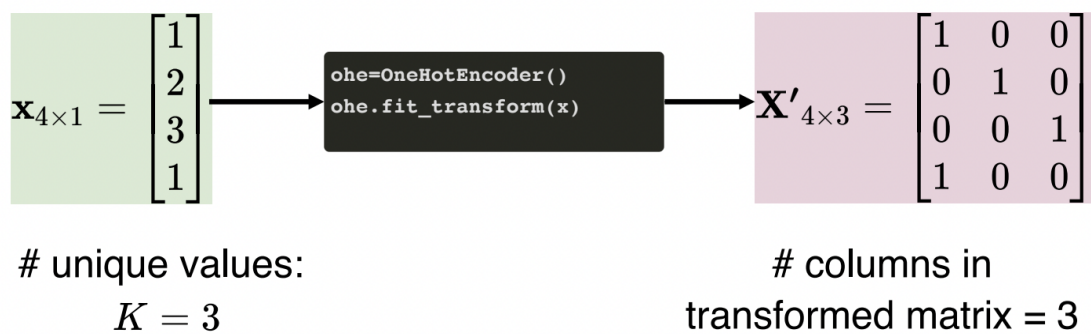 x4×1 = [1 2 3 1]
ohe=OneHotEncoder()
ohe.fit_transform(x)
X′4×3 =
1 0 0
0 1 0
0 0 1
1 0 0
# unique values:
K = 3
# columns in
transformed matrix = 3